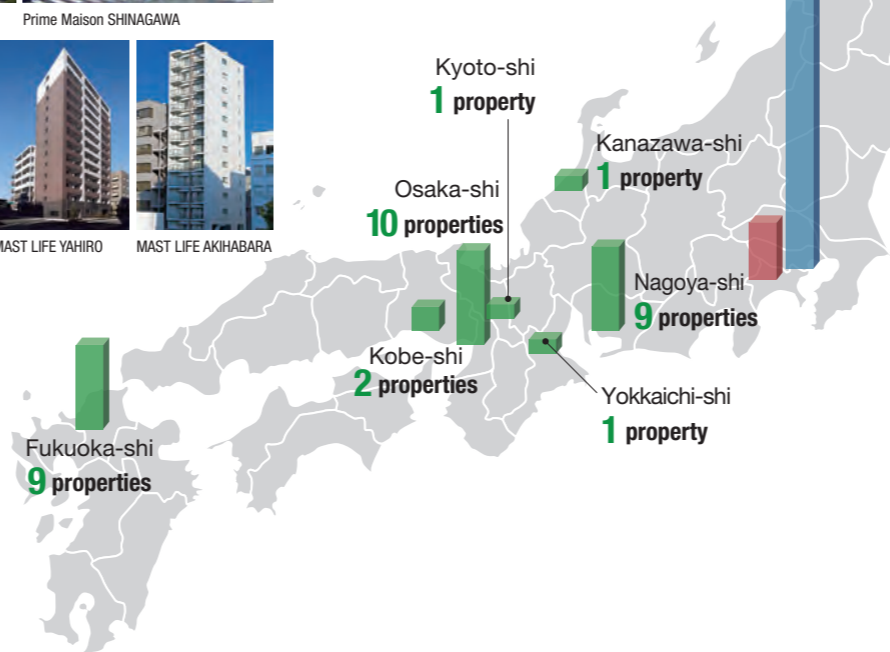 Prime Maison SHINAGAWA
MAST LIFE YAHIRO
MAST LIFE AKIHABARA
Kyoto-shi
1 property
Kanazawa-shi
1 property
Osaka-shi
10 properties
Nagoya-shi
9 properties
Kobe-shi
2 properties
Yokkaichi-shi
1 property
Fukuoka-shi
9 properties